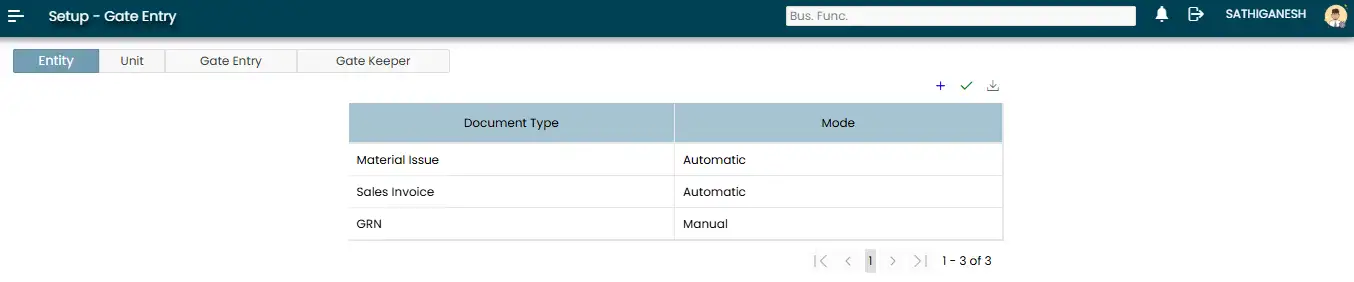 Setup - Gate Entry
Bus. Func.
SATHIGANESH
Entity Unit Gate Entry Gate Keeper
Document Type Mode
Material Issue Automatic
Sales Invoice Automatic
GRN Manual
1 1 - 3 of 3